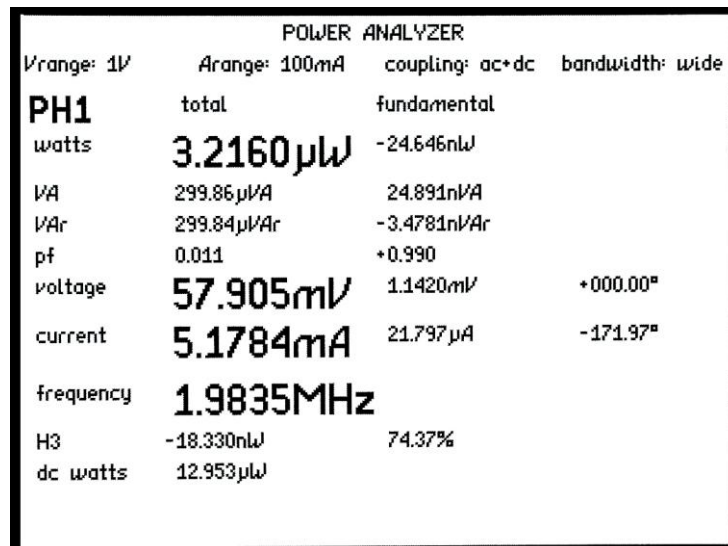 POWER ANALYZER
Vrange: 1V Arange: 100mA coupling: ac+dc bandwidth: wide
PH1 total fundamental
watts 3.2160µW -24.646nW
VA 299.86µVA 24.891nVA
VAr 299.84µVAr -3.4781nVAr
pf 0.011 +0.990
voltage 57.905mV 1.1420mV +000.00°
current 5.1784mA 21.797µA -171.97°
frequency 1.9835MHz
H3 -18.330nW 74.37%
dc watts 12.953µW